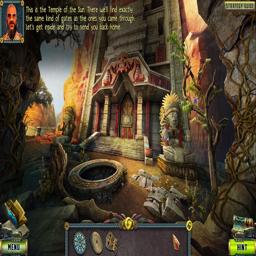 This is the Temple of the Sun. There we'll find exactly
the same kind of gates as the ones you came through.
Let's get inside and try to send you back home.
STRATEGY GUIDE
MENU
HINT